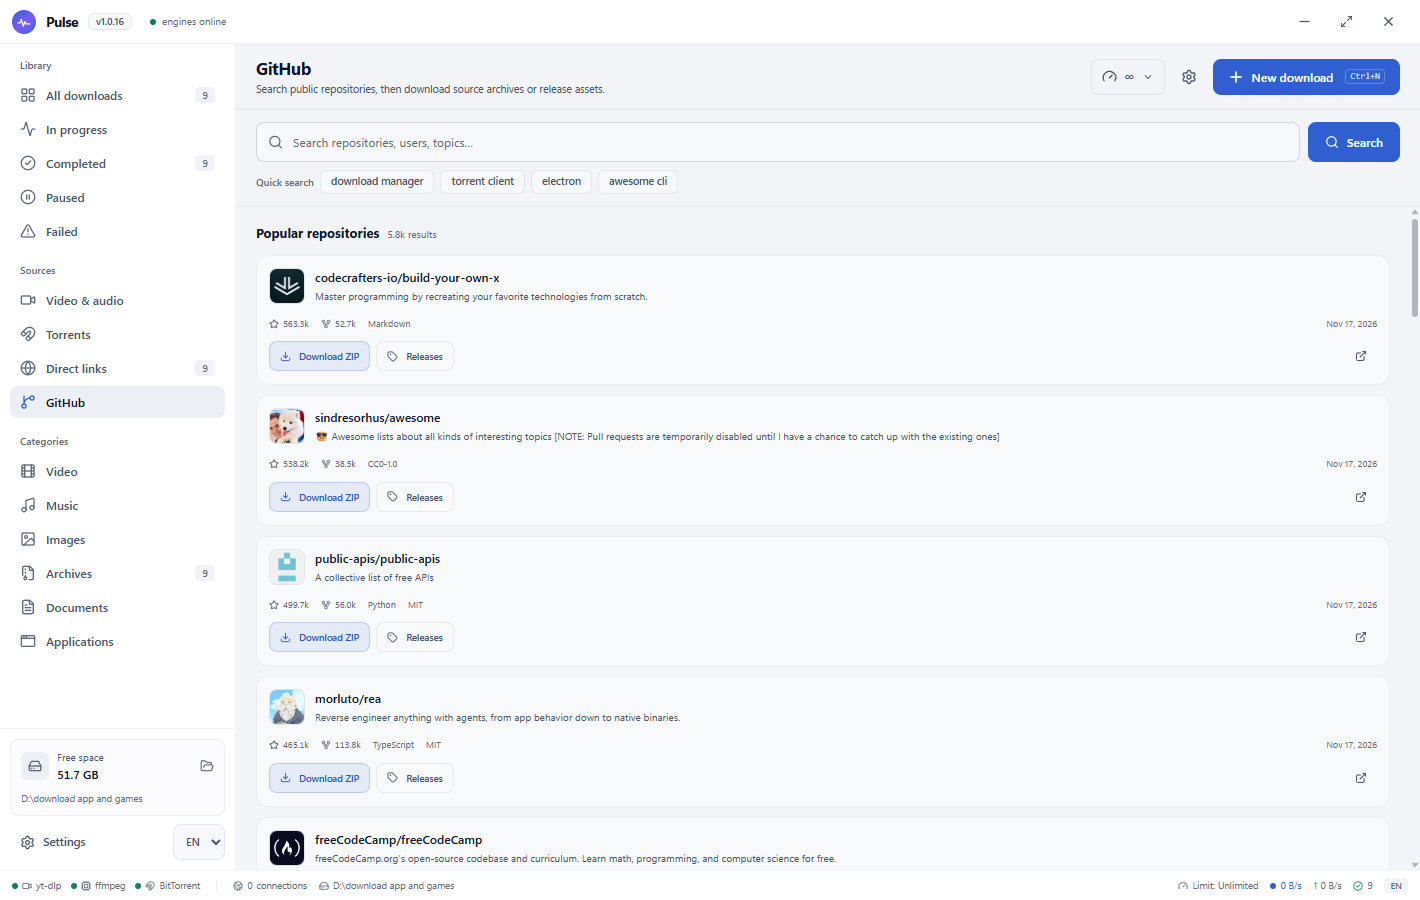 Pulse v1.0.16 engines online
Library
All downloads 9
In progress
Completed 9
Paused
Failed
Sources
Video & audio
Torrents
Direct links 9
GitHub
Categories
Video
Music
Images
Archives 9
Documents
Applications
Free space
51.7 GB
D:\download app and games
Settings EN
GitHub
Search public repositories, then download source archives or release assets.
∞
New download Ctrl+N
Search repositories, users, topics...
Search
Quick search download manager torrent client electron awesome cli
Popular repositories 5.8k results
codecrafters-io/build-your-own-x
Master programming by recreating your favorite technologies from scratch.
563.3k 52.7k Markdown Nov 17, 2026
Download ZIP Releases
sindresorhus/awesome
😎 Awesome lists about all kinds of interesting topics [NOTE: Pull requests are temporarily disabled until I have a chance to catch up with the existing ones]
538.2k 38.5k CC0-1.0 Nov 17, 2026
Download ZIP Releases
public-apis/public-apis
A collective list of free APIs
499.7k 56.0k Python MIT Nov 17, 2026
Download ZIP Releases
morluto/rea
Reverse engineer anything with agents, from app behavior down to native binaries.
465.1k 113.8k TypeScript MIT Nov 17, 2026
Download ZIP Releases
freeCodeCamp/freeCodeCamp
freeCodeCamp.org's open-source codebase and curriculum. Learn math, programming, and computer science for free.
yt-dlp ffmpeg BitTorrent 0 connections D:\download app and games Limit: Unlimited 0 B/s ↑ 0 B/s 9 EN